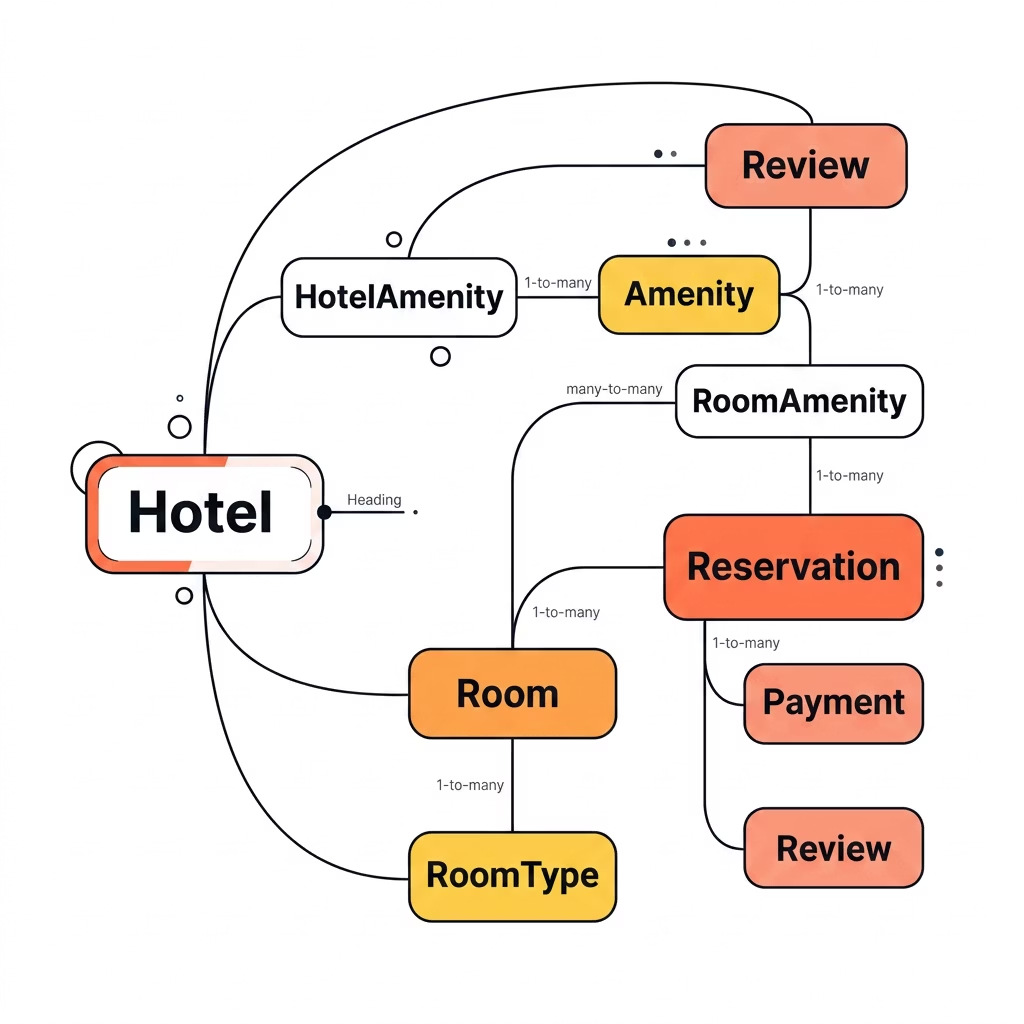 Review
HotelAmenity
1-to-many
Amenity
1-to-many
many-to-many
RoomAmenity
1-to-many
Hotel
Heading
Reservation
1-to-many
1-to-many
Room
Payment
1-to-many
Review
RoomType